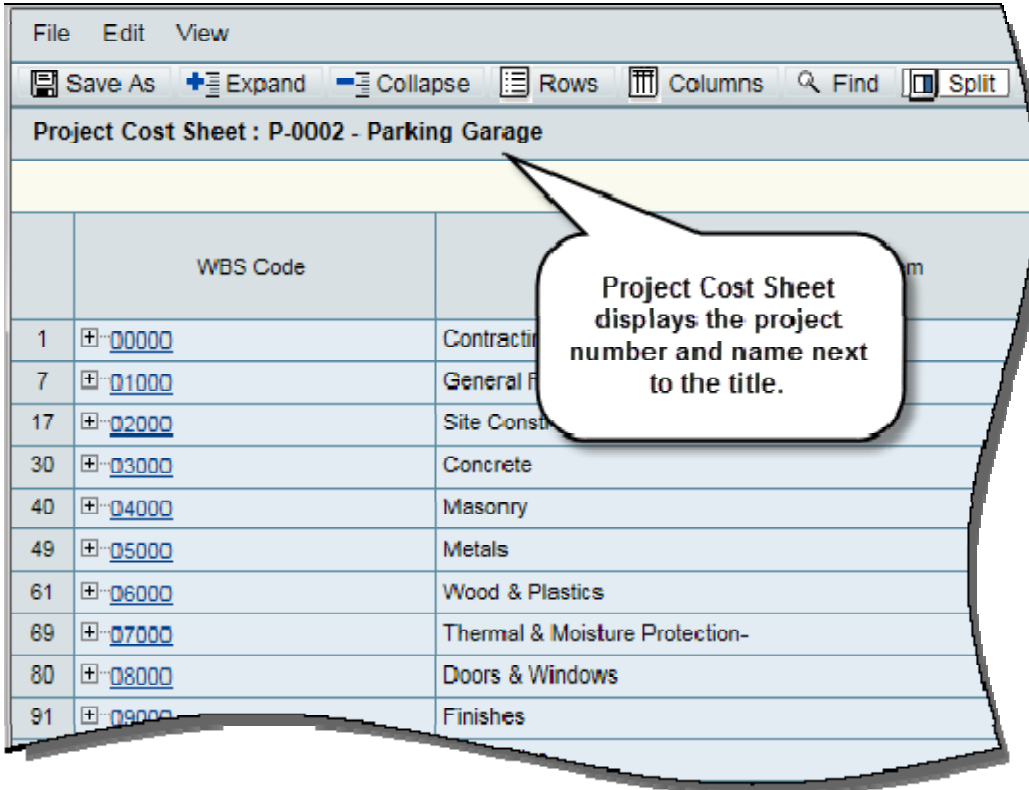 File Edit View
Save As Expand Collapse Rows Columns Find Split
Project Cost Sheet : P-0002 - Parking Garage
WBS Code
Project Cost Sheet
displays the project
number and name next
to the title.
1 00000
7 01000 General
17 02000 Site
30 03000 Concrete
40 04000 Masonry
49 05000 Metals
61 06000 Wood & Plastics
69 07000 Thermal & Moisture Protection-
80 08000 Doors & Windows
91 09000 Finishes